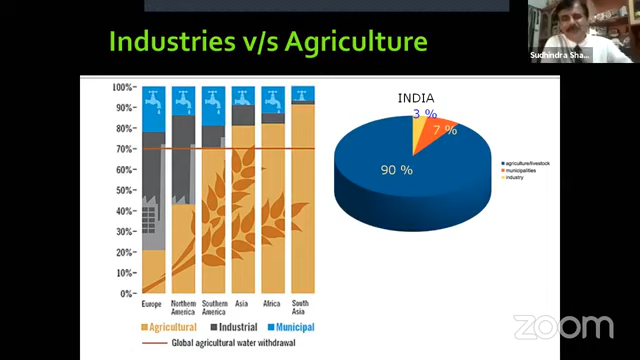 Industries v/s Agriculture
Sudhindra Sha...
100%
90%
80%
70%
60%
50%
40%
30%
20%
10%
0%
Europe
Northern
America
Southern
America
Asia
Africa
South
Asia
Agricultural
Industrial
Municipal
Global agricultural water withdrawal
INDIA
3 %
7 %
90 %
agriculture/livestock
municipalities
industry
zoom